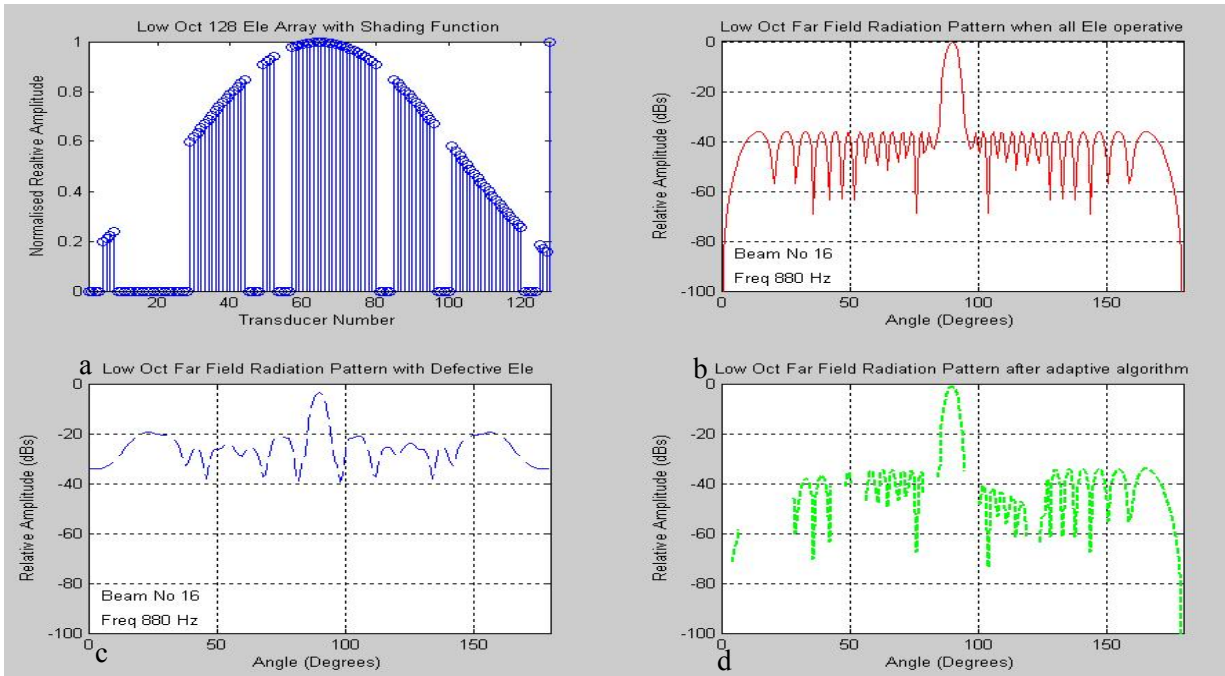 Low Oct 128 Ele Array with Shading Function
Normalised Realtive Amplitude
1
0.8
0.6
0.4
0.2
0
20 40 60 80 100 120
Transducer Number
a
Low Oct Far Field Radiation Pattern when all Ele operative
Relative Amplitude (dBs)
0
-20
-40
-60
-80
-100
Beam No 16
Freq 880 Hz
0 50 100 150
Angle (Degrees)
b
Low Oct Far Field Radiation Pattern with Defective Ele
Relative Amplitude (dBs)
0
-20
-40
-60
-80
-100
Beam No 16
Freq 880 Hz
0 50 100 150
Angle (Degrees)
c
Low Oct Far Field Radiation Pattern after adaptive algorithm
Relative Amplitude (dBs)
0
-20
-40
-60
-80
-100
0 50 100 150
Angle (Degrees)
d